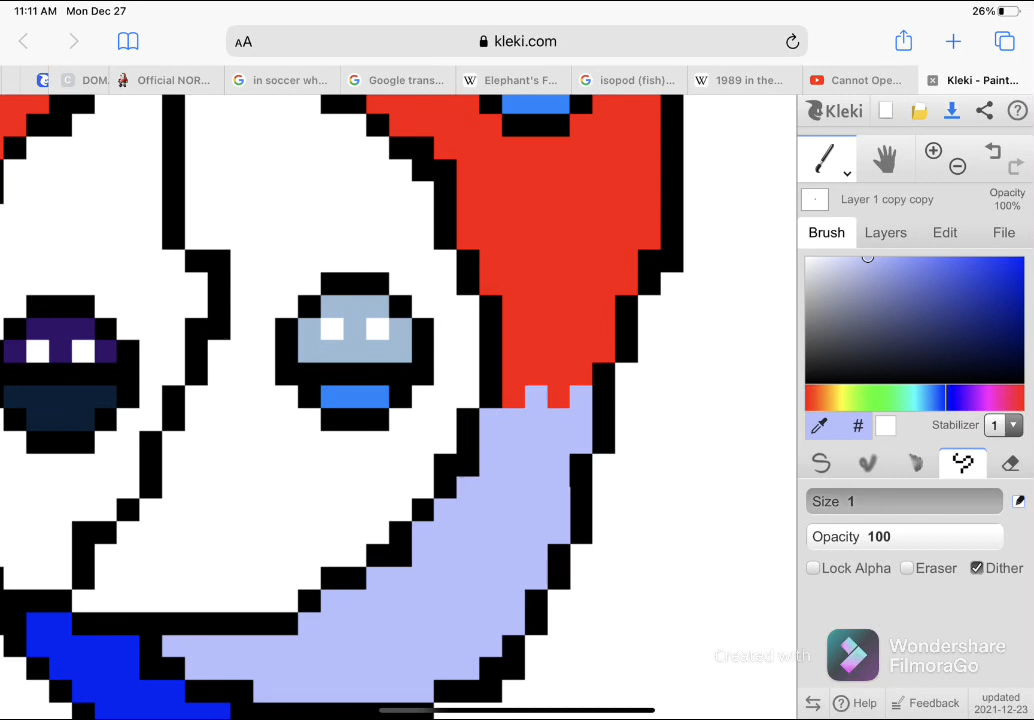 11:11 AM Mon Dec 27
26%
AA
kleki.com
DOM.
Official NOR...
in soccer wh...
Google trans...
Elephant's F...
isopod (fish)...
1989 in the...
Cannot Ope...
Kleki - Paint...
Kleki
Layer 1 copy copy
Opacity
100%
Brush
Layers
Edit
File
#
Stabilizer
1
Size 1
Opacity 100
Lock Alpha
Eraser
Dither
Created with
Wondershare
FilmoraGo
Help
Feedback
updated
2021-12-23